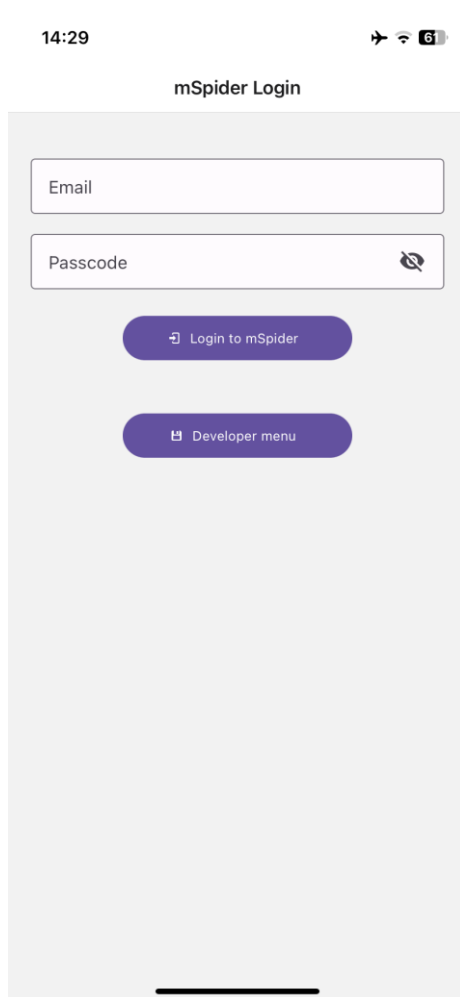 14:29
61
mSpider Login
Email
Passcode
Login to mSpider
Developer menu